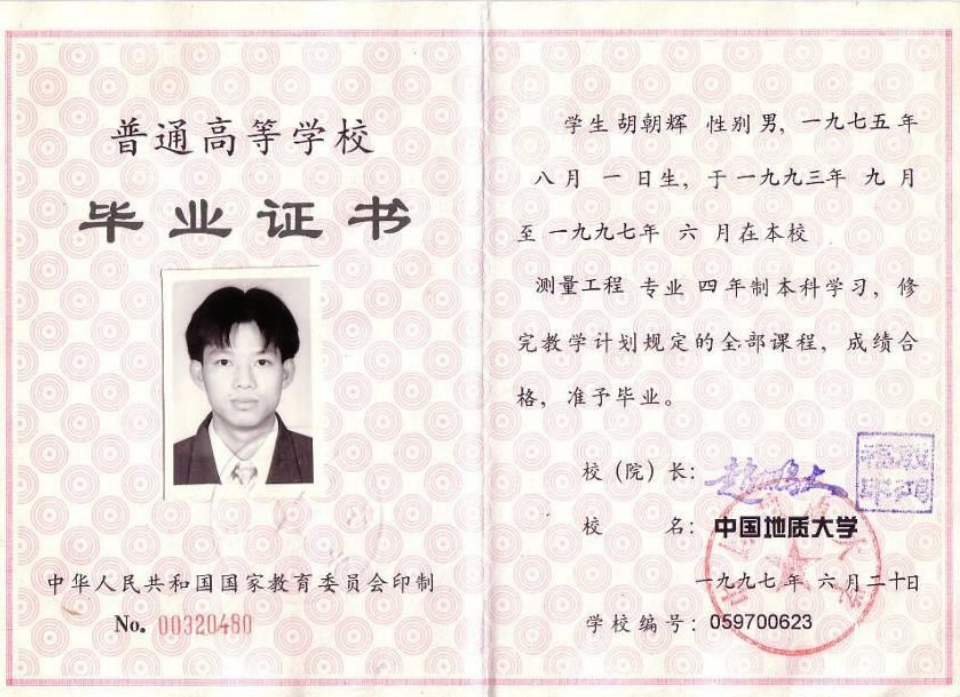 普通高等学校
毕业证书
中华人民共和国国家教育委员会印制
No. 00320480
学生 胡朝辉 性别 男, 一九七五年
八月 一 日生, 于 一九九三年 九 月
至 一九九七年 六 月在本校
测量工程 专业 四年制本科学习, 修
完教学计划规定的全部课程, 成绩合
格, 准予毕业。
校(院)长: 赵鹏大
校 名: 中国地质大学
一九九七 年 六 月 二十日
学校编号: 059700623